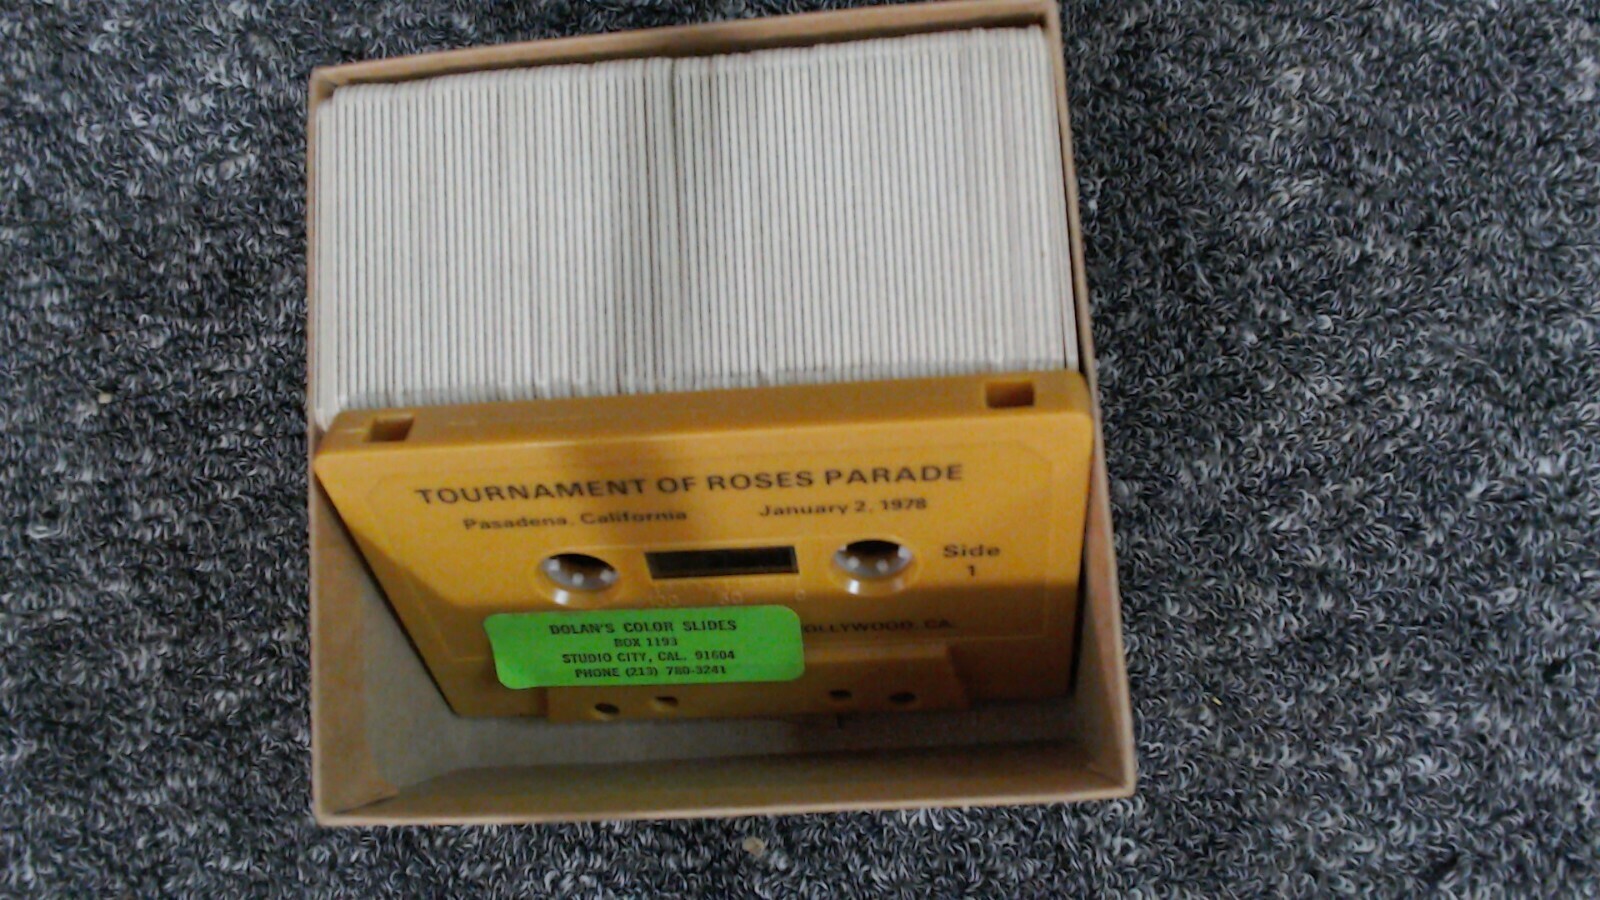 TOURNAMENT OF ROSES PARADE
Pasadena, California January 2, 1978
Side
1
DOLAN'S COLOR SLIDES
BOX 1193
STUDIO CITY, CAL. 91604
PHONE (213) 780-3241
CA.